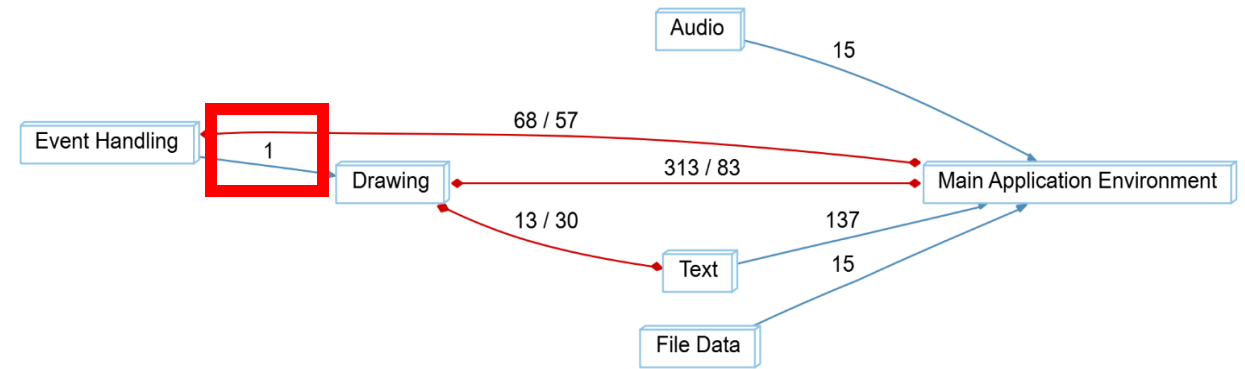 Audio
15
68 / 57
Event Handling
1
313 / 83
Drawing
Main Application Environment
13 / 30
137
Text
15
File Data